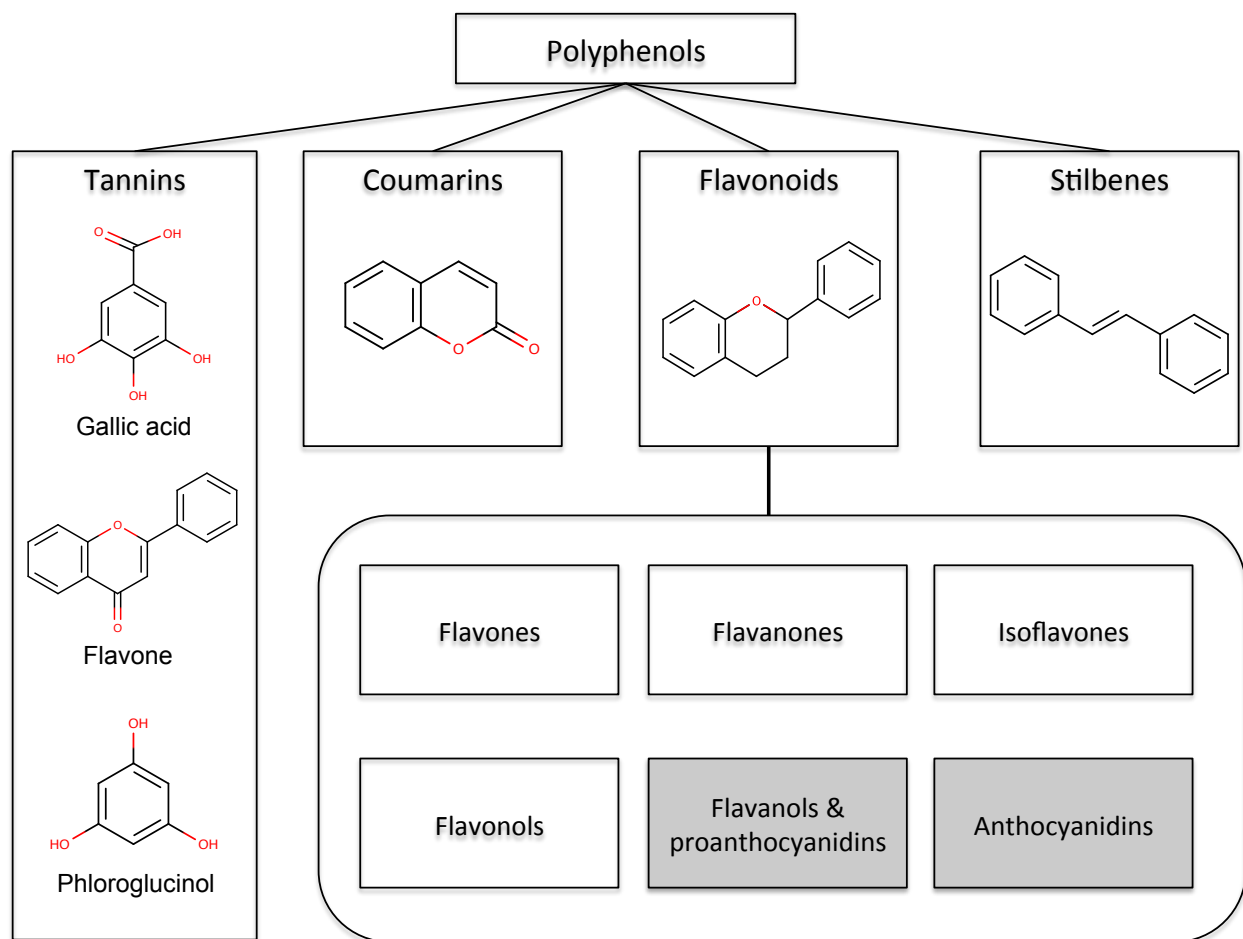 Polyphenols
Tannins
O
OH
HO
OH
OH
Gallic acid
O
O
Flavone
OH
HO
OH
Phloroglucinol
Coumarins
O
O
Flavonoids
O
Stilbenes
Flavones
Flavanones
Isoflavones
Flavonols
Flavanols &
proanthocyanidins
Anthocyanidins